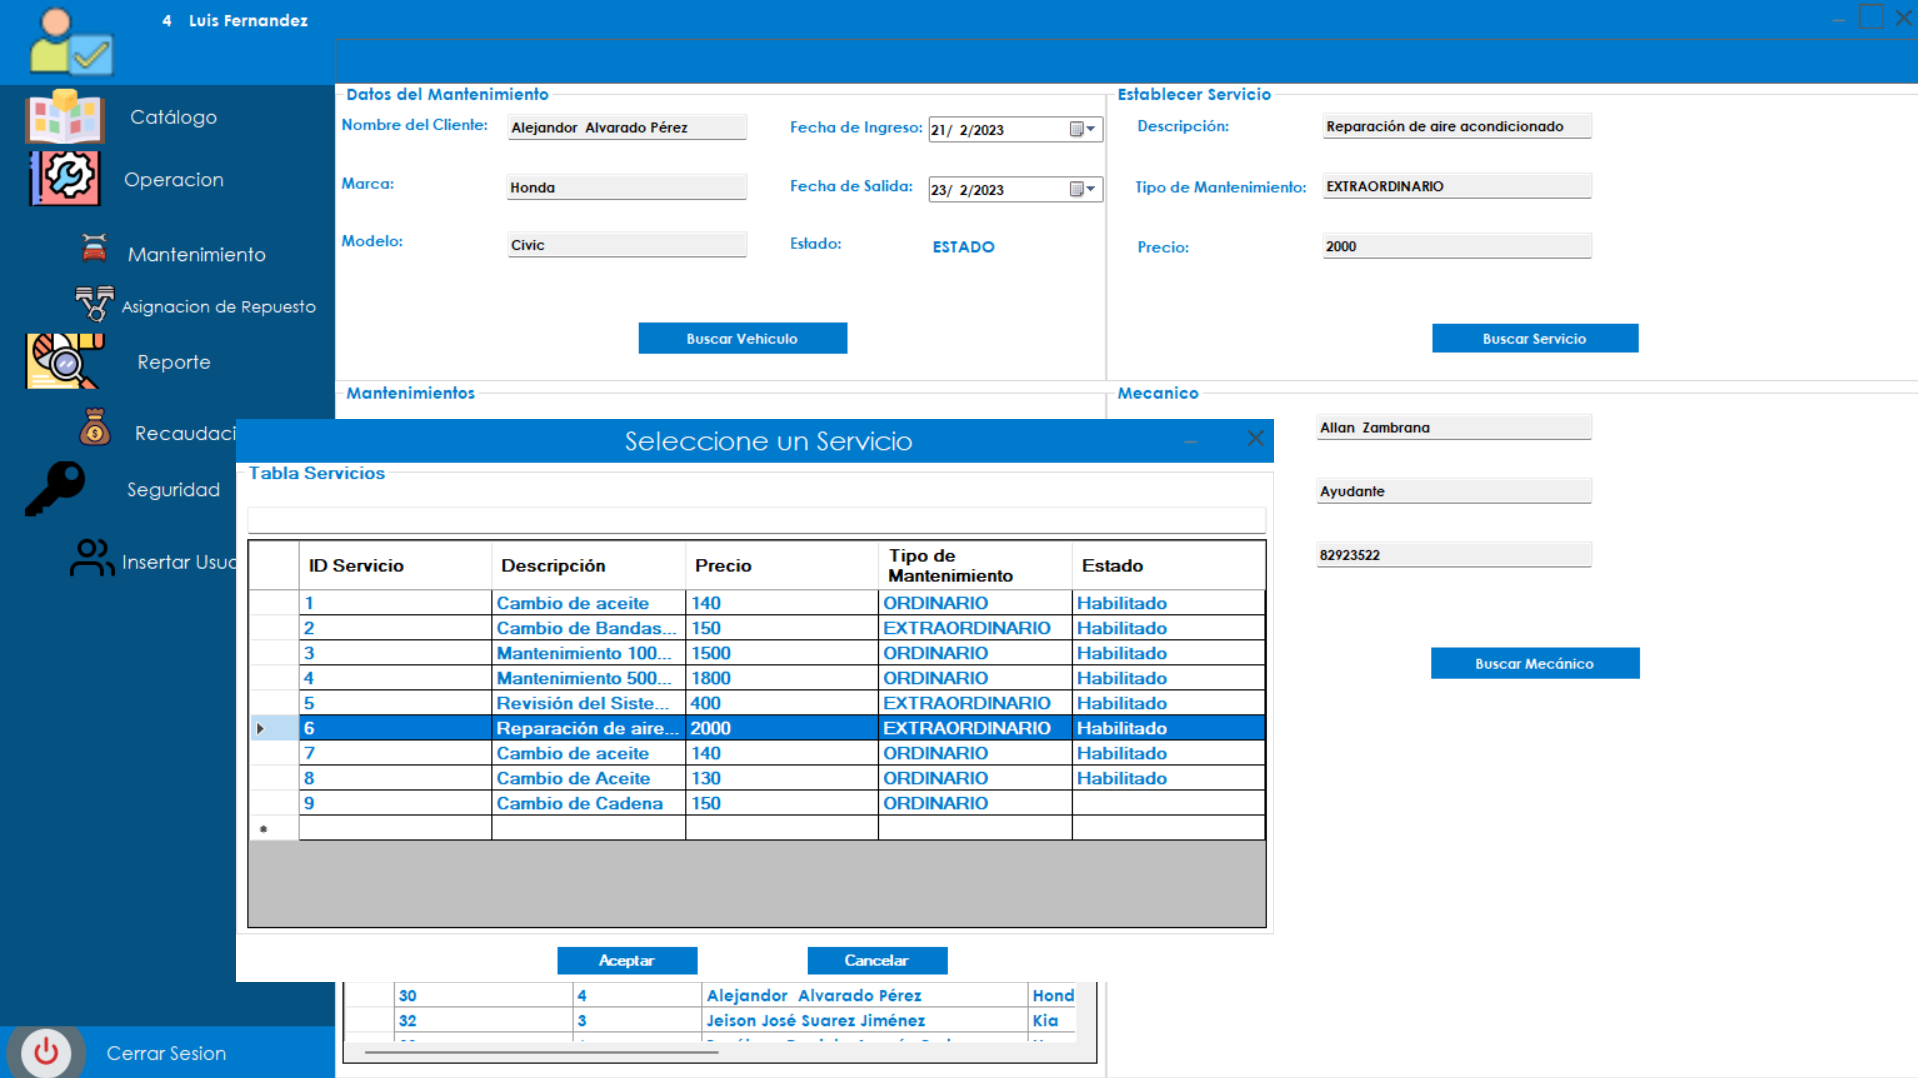 4 Luis Fernandez
Catálogo
Operacion
Mantenimiento
Asignacion de Repuesto
Reporte
Recaudaci
Seguridad
Insertar Usuc
Cerrar Sesion
Datos del Mantenimiento
Nombre del Cliente: Alejandor Alvarado Pérez Fecha de Ingreso: 21/ 2/2023
Marca: Honda Fecha de Salida: 23/ 2/2023
Modelo: Civic Estado: ESTADO
Buscar Vehiculo
Establecer Servicio
Descripción: Reparación de aire acondicionado
Tipo de Mantenimiento: EXTRAORDINARIO
Precio: 2000
Buscar Servicio
Mantenimientos
Mecanico
Allan Zambrana
Ayudante
82923522
Buscar Mecánico
Seleccione un Servicio
Tabla Servicios
ID Servicio Descripción Precio Tipo de Mantenimiento Estado
1 Cambio de aceite 140 ORDINARIO Habilitado
2 Cambio de Bandas... 150 EXTRAORDINARIO Habilitado
3 Mantenimiento 100... 1500 ORDINARIO Habilitado
4 Mantenimiento 500... 1800 ORDINARIO Habilitado
5 Revisión del Siste... 400 EXTRAORDINARIO Habilitado
6 Reparación de aire... 2000 EXTRAORDINARIO Habilitado
7 Cambio de aceite 140 ORDINARIO Habilitado
8 Cambio de Aceite 130 ORDINARIO Habilitado
9 Cambio de Cadena 150 ORDINARIO
Aceptar Cancelar
30 4 Alejandor Alvarado Pérez Hond
32 3 Jeison José Suarez Jiménez Kia